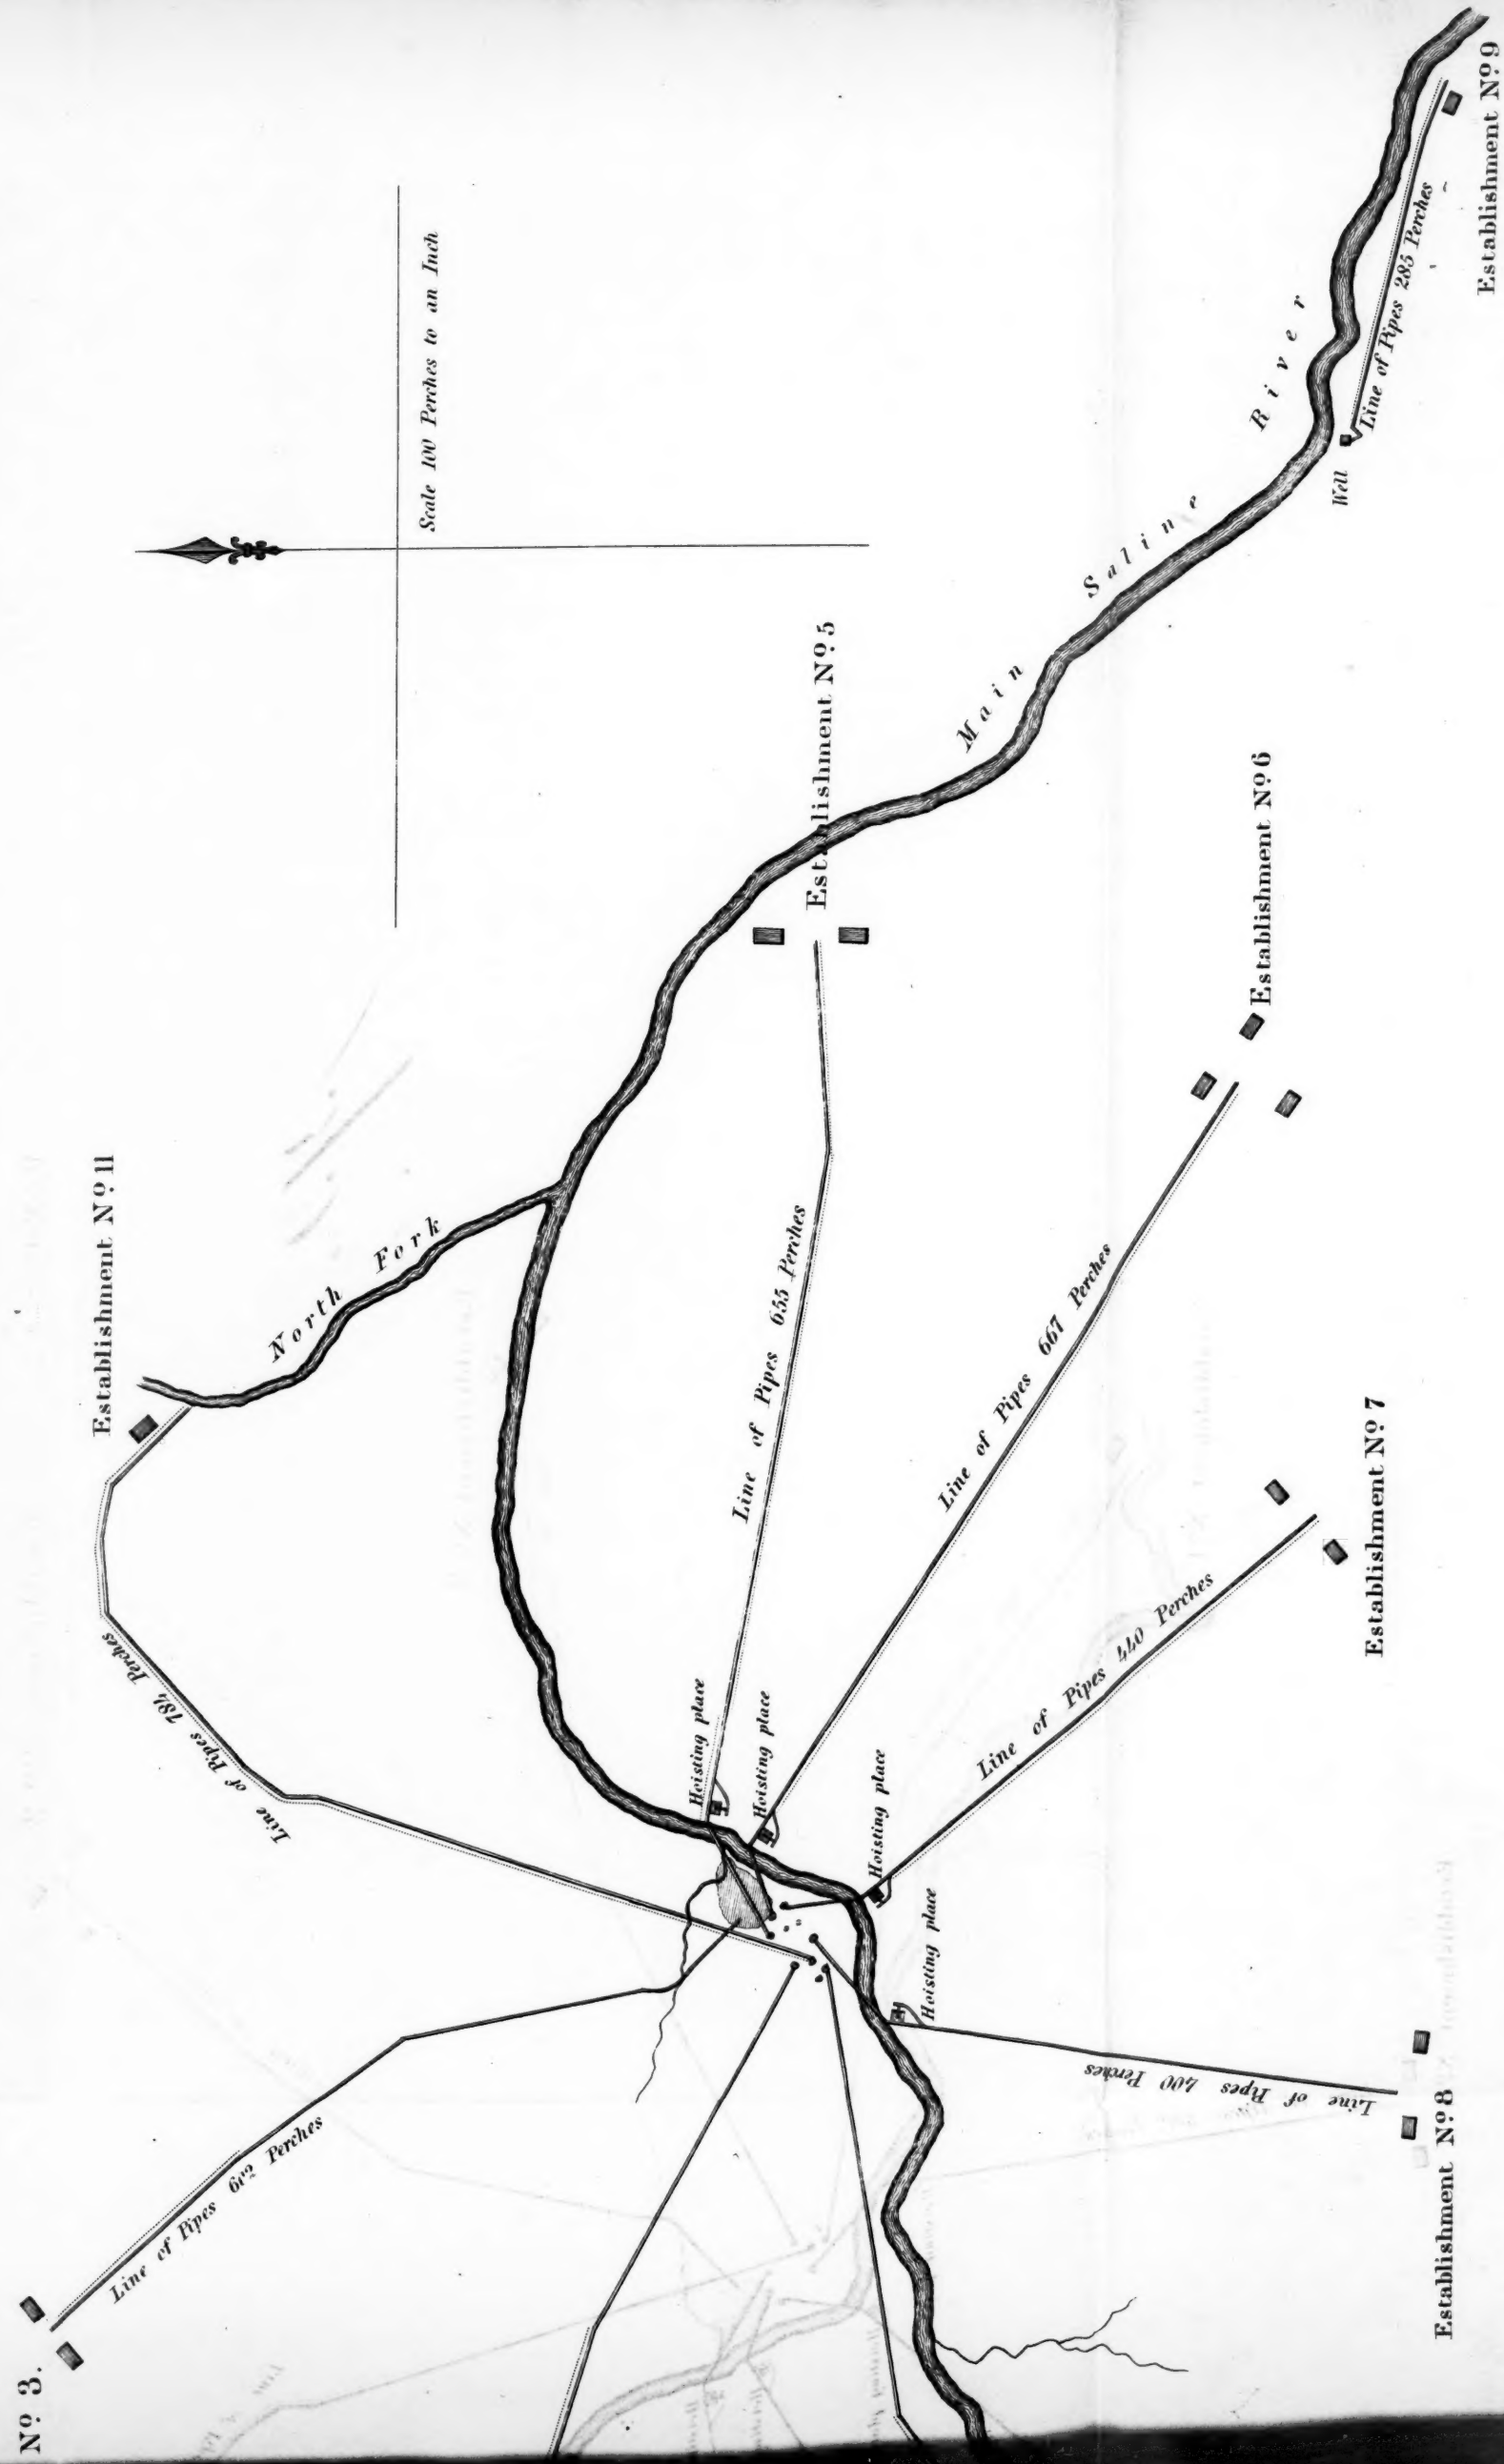 Nº 3.
Establishment Nº 11
North Fork
Scale 100 Perches to an Inch
Line of Pipes 784 Perches
Line of Pipes 602 Perches
Establishment Nº 5
Line of Pipes 655 Perches
Main Saline River
Line of Pipes 667 Perches
Establishment Nº 6
Hoisting place
Hoisting place
Hoisting place
Hoisting place
Line of Pipes 440 Perches
Establishment Nº 7
Line of Pipes 400 Perches
Establishment Nº 8
Well
Line of Pipes 285 Perches
Establishment Nº 9